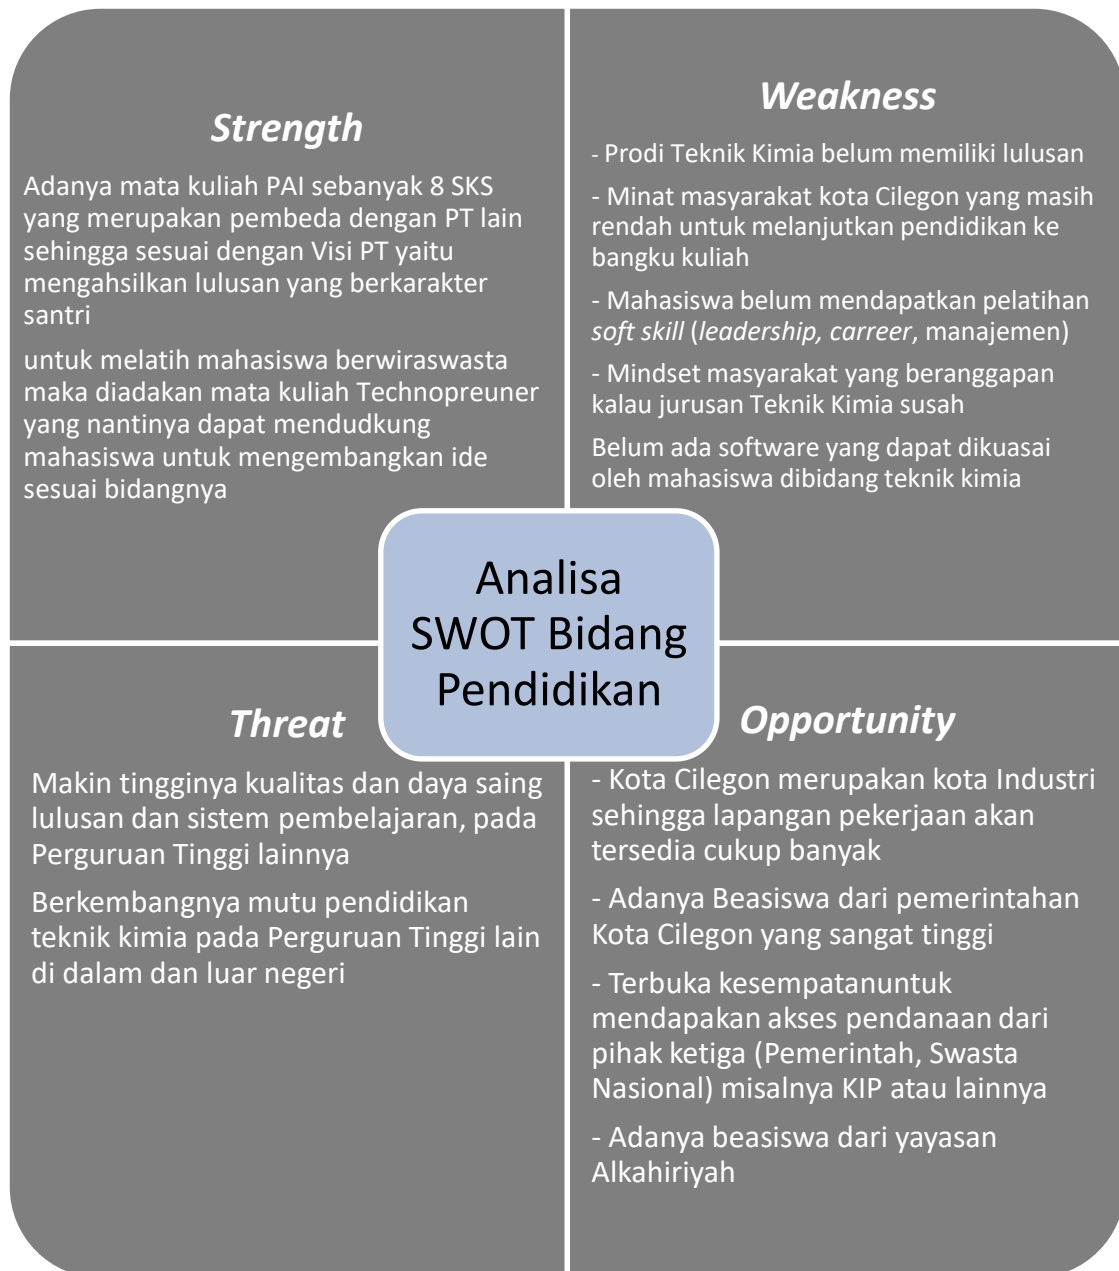 Strength
Adanya mata kuliah PAI sebanyak 8 SKS
yang merupakan pembeda dengan PT lain
sehingga sesuai dengan Visi PT yaitu
mengahsilkan lulusan yang berkarakter
santri
untuk melatih mahasiswa berwiraswasta
maka diadakan mata kuliah Technopreuner
yang nantinya dapat mendudkung
mahasiswa untuk mengembangkan ide
sesuai bidangnya
Weakness
- Prodi Teknik Kimia belum memiliki lulusan
- Minat masyarakat kota Cilegon yang masih
rendah untuk melanjutkan pendidikan ke
bangku kuliah
- Mahasiswa belum mendapatkan pelatihan
soft skill (leadership, carreer, manajemen)
- Mindset masyarakat yang beranggapan
kalau jurusan Teknik Kimia susah
Belum ada software yang dapat dikuasai
oleh mahasiswa dibidang teknik kimia
Analisa
SWOT Bidang
Pendidikan
Threat
Makin tingginya kualitas dan daya saing
lulusan dan sistem pembelajaran, pada
Perguruan Tinggi lainnya
Berkembangnya mutu pendidikan
teknik kimia pada Perguruan Tinggi lain
di dalam dan luar negeri
Opportunity
- Kota Cilegon merupakan kota Industri
sehingga lapangan pekerjaan akan
tersedia cukup banyak
- Adanya Beasiswa dari pemerintahan
Kota Cilegon yang sangat tinggi
- Terbuka kesempatanuntuk
mendapakan akses pendanaan dari
pihak ketiga (Pemerintah, Swasta
Nasional) misalnya KIP atau lainnya
- Adanya beasiswa dari yayasan
Alkahiriyah